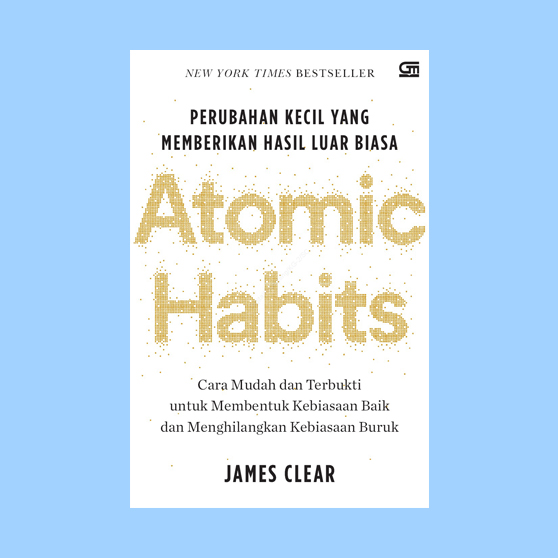 NEW YORK TIMES BESTSELLER
PERUBAHAN KECIL YANG
MEMBERIKAN HASIL LUAR BIASA
Atomic
Habits
Cara Mudah dan Terbukti
untuk Membentuk Kebiasaan Baik
dan Menghilangkan Kebiasaan Buruk
JAMES CLEAR